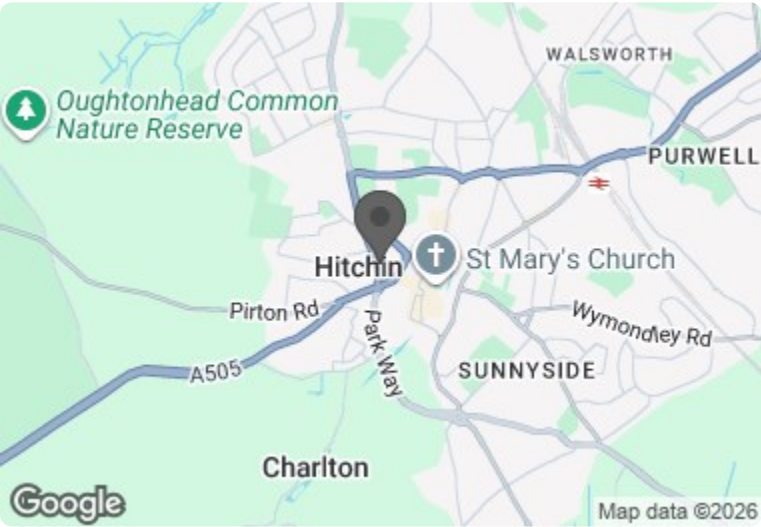 WALSWORTH
Oughtonhead Common
Nature Reserve
PURWELL
Hitchin
St Mary's Church
Pirton Rd
Wymondley Rd
Park Way
A505
SUNNYSIDE
Charlton
Google
Map data ©2026